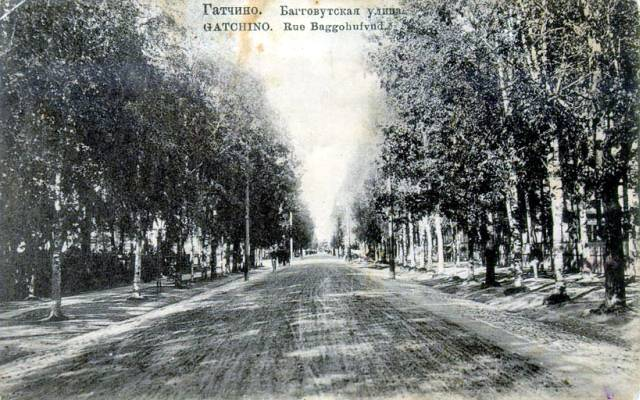 Гатчино. Багговутская улица.
GATCHINO. Rue Baggohufvud.